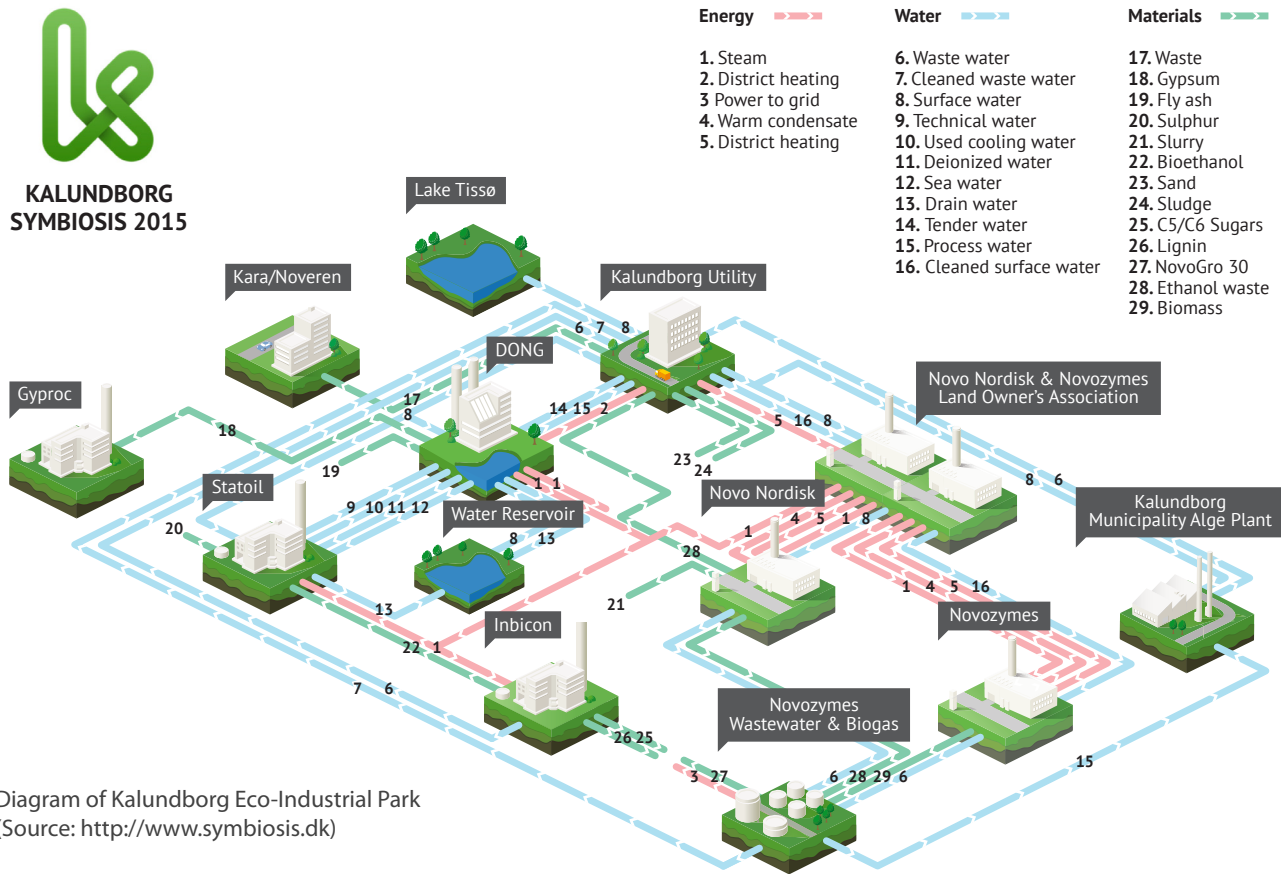 KALUNDBORG
SYMBIOSIS 2015
Energy
1. Steam
2. District heating
3 Power to grid
4. Warm condensate
5. District heating
Water
6. Waste water
7. Cleaned waste water
8. Surface water
9. Technical water
10. Used cooling water
11. Deionized water
12. Sea water
13. Drain water
14. Tender water
15. Process water
16. Cleaned surface water
Materials
17. Waste
18. Gypsum
19. Fly ash
20. Sulphur
21. Slurry
22. Bioethanol
23. Sand
24. Sludge
25. C5/C6 Sugars
26. Lignin
27. NovoGro 30
28. Ethanol waste
29. Biomass
Lake Tissø
Kara/Noveren
Kalundborg Utility
6 7 8
DONG
Gyproc
Novo Nordisk & Novozymes
Land Owner's Association
17
8
14 15 2
5 16 8
18
19
23
24
8 6
Statoil
Novo Nordisk
Kalundborg
Municipality Alge Plant
1 1
9 10 11 12
Water Reservoir
20
8 13
1
4 5 1 8
28
21
1 4 5 16
13
Inbicon
Novozymes
22 1
7 6
Novozymes
Wastewater & Biogas
26 25
3 27
6 28 29 6
15
Diagram of Kalundborg Eco-Industrial Park
(Source: http://www.symbiosis.dk)